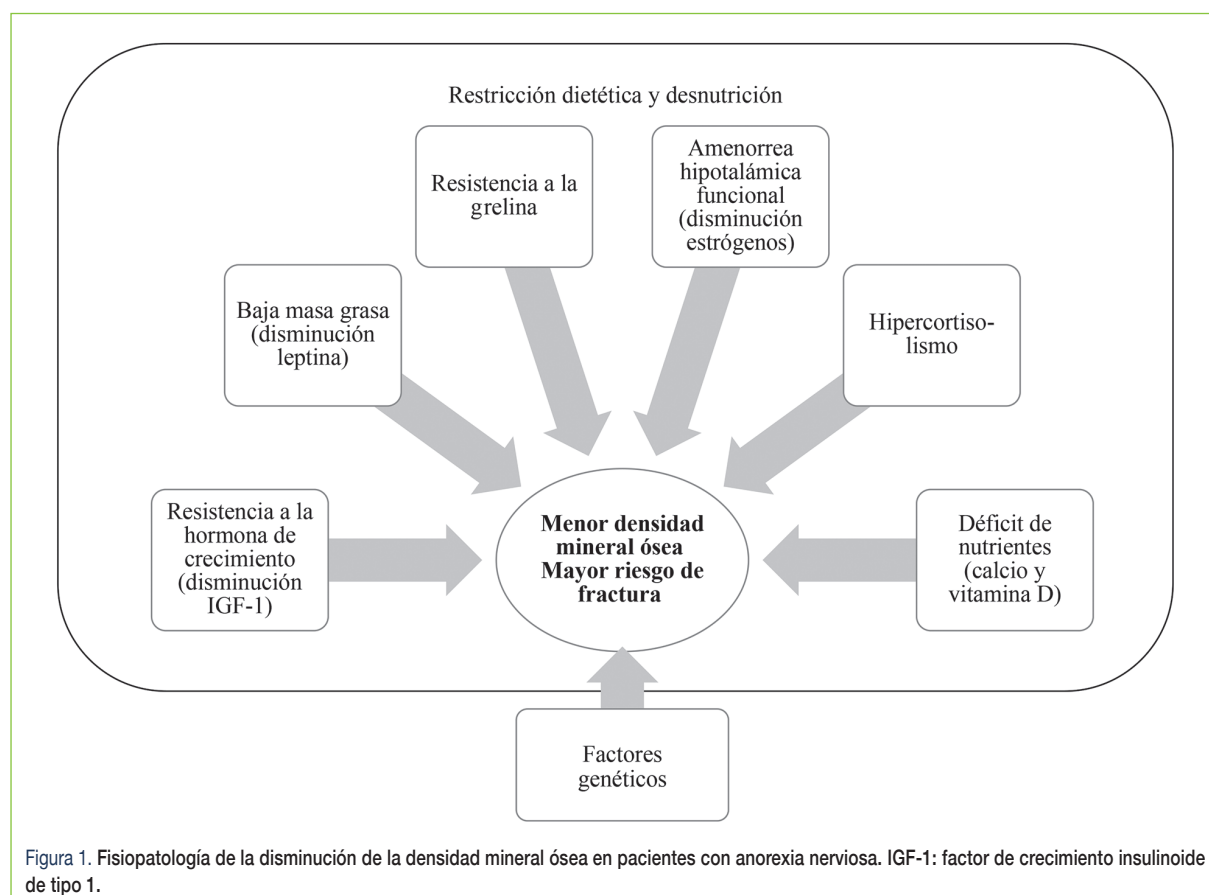 Restricción dietética y desnutrición
Resistencia a la
grelina
Amenorrea
hipotalámica
funcional
(disminución
estrógenos)
Baja masa grasa
(disminución
leptina)
Hipercortiso-
lismo
Resistencia a la
hormona de
crecimiento
(disminución
IGF-1)
Menor densidad
mineral ósea
Mayor riesgo de
fractura
Déficit de
nutrientes
(calcio y
vitamina D)
Factores
genéticos
Figura 1. Fisiopatología de la disminución de la densidad mineral ósea en pacientes con anorexia nerviosa. IGF-1: factor de crecimiento insulinoide
de tipo 1.